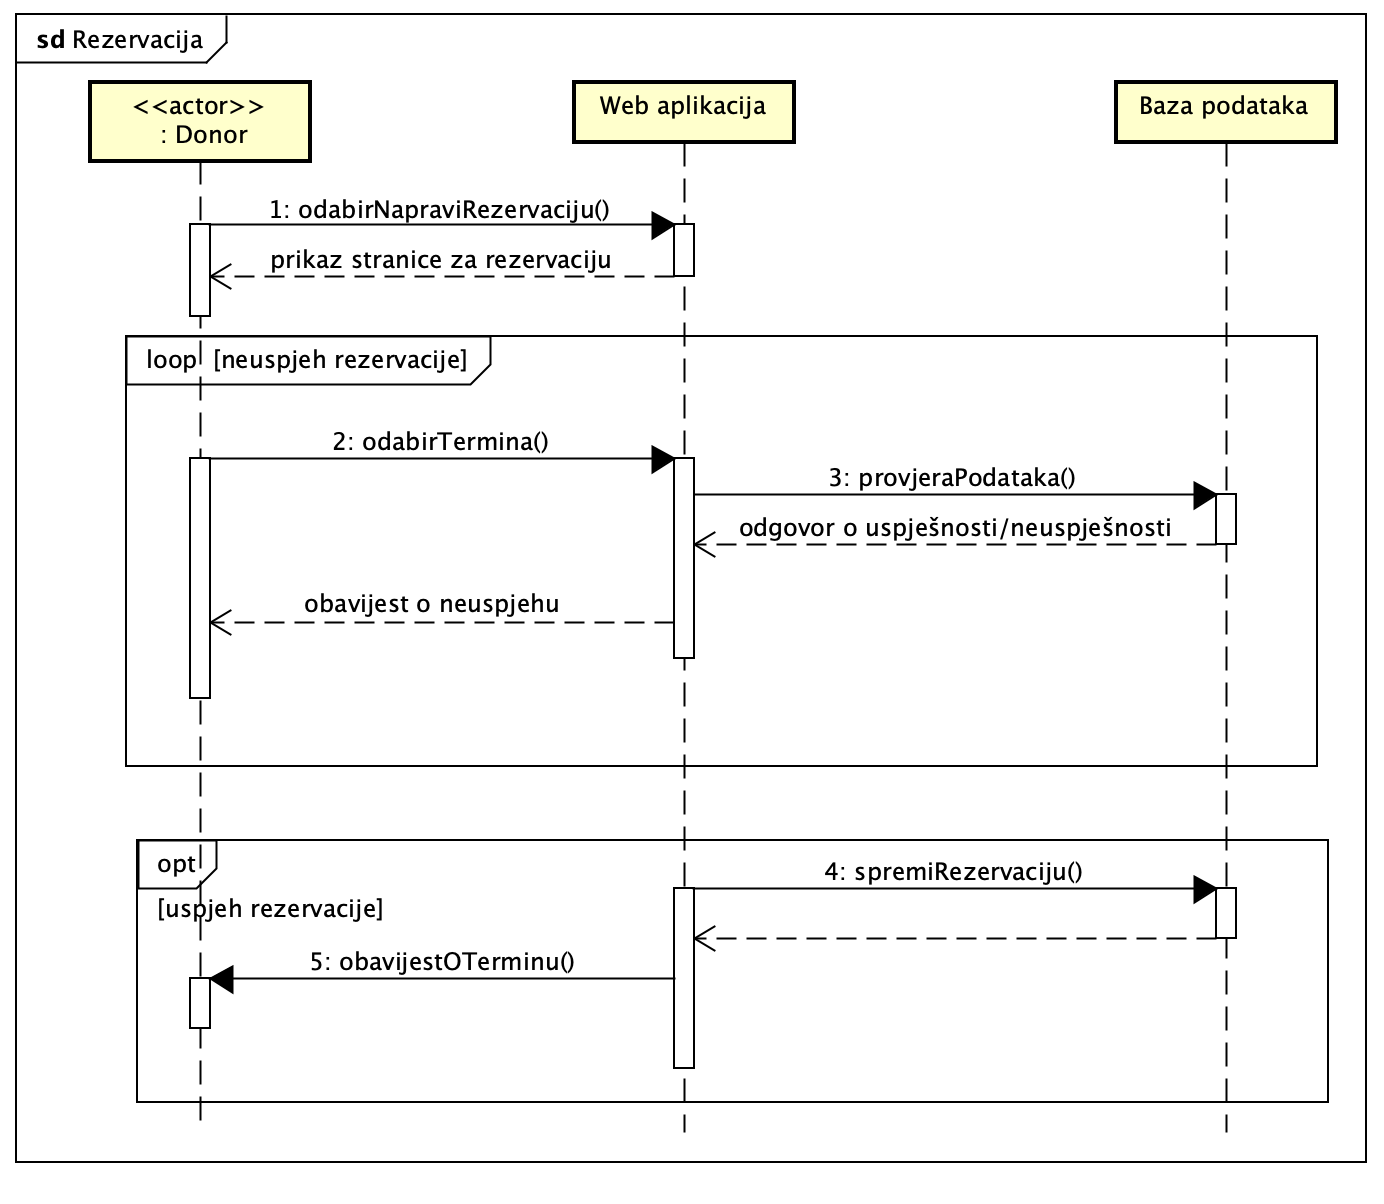 sd Rezervacija
<<actor>>
: Donor
Web aplikacija
Baza podataka
1: odabirNapraviRezervaciju()
prikaz stranice za rezervaciju
loop [neuspjeh rezervacije]
2: odabirTermina()
3: provjeraPodataka()
odgovor o uspješnosti/neuspješnosti
obavijest o neuspjehu
opt
4: spremiRezervaciju()
[uspjeh rezervacije]
5: obavijestOTerminu()